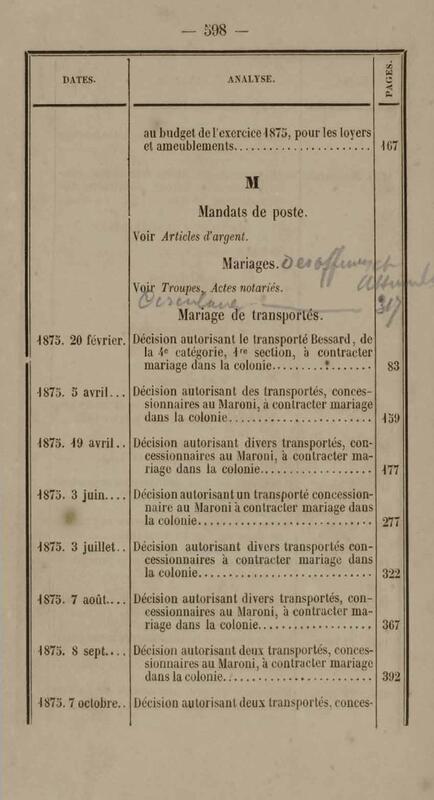 — 598 —
DATES.
ANALYSE.
PAGES.
au budget de l'exercice 1875, pour les loyers
et ameublements........................ 167
M
Mandats de poste.
Voir Articles d'argent.
Mariages. Des officiers et
Voir Troupes, Actes notariés.
Circulaire 317
Mariage de transportés.
1875. 20 février. Décision autorisant le transporté Bessard, de
la 4e catégorie, 1re section, à contracter
mariage dans la colonie................. 83
1875. 5 avril... Décision autorisant des transportés, conces-
sionnaires au Maroni, à contracter mariage
dans la colonie........................ 159
1875. 19 avril.. Décision autorisant divers transportés, con-
cessionnaires au Maroni, à contracter ma-
riage dans la colonie.................. 177
1875. 3 juin.... Décision autorisant un transporté concession-
naire au Maroni à contracter mariage dans
la colonie............................. 277
1875. 3 juillet.. Décision autorisant divers transportés con-
cessionnaires à contracter mariage dans
la colonie............................. 322
1875. 7 août.... Décision autorisant divers transportés, con-
cessionnaires au Maroni, à contracter ma-
riage dans la colonie.................. 367
1875. 8 sept.... Décision autorisant deux transportés, conces-
sionnaires au Maroni, à contracter mariage
dans la colonie........................ 392
1875. 7 octobre.. Décision autorisant deux transportés, conces-